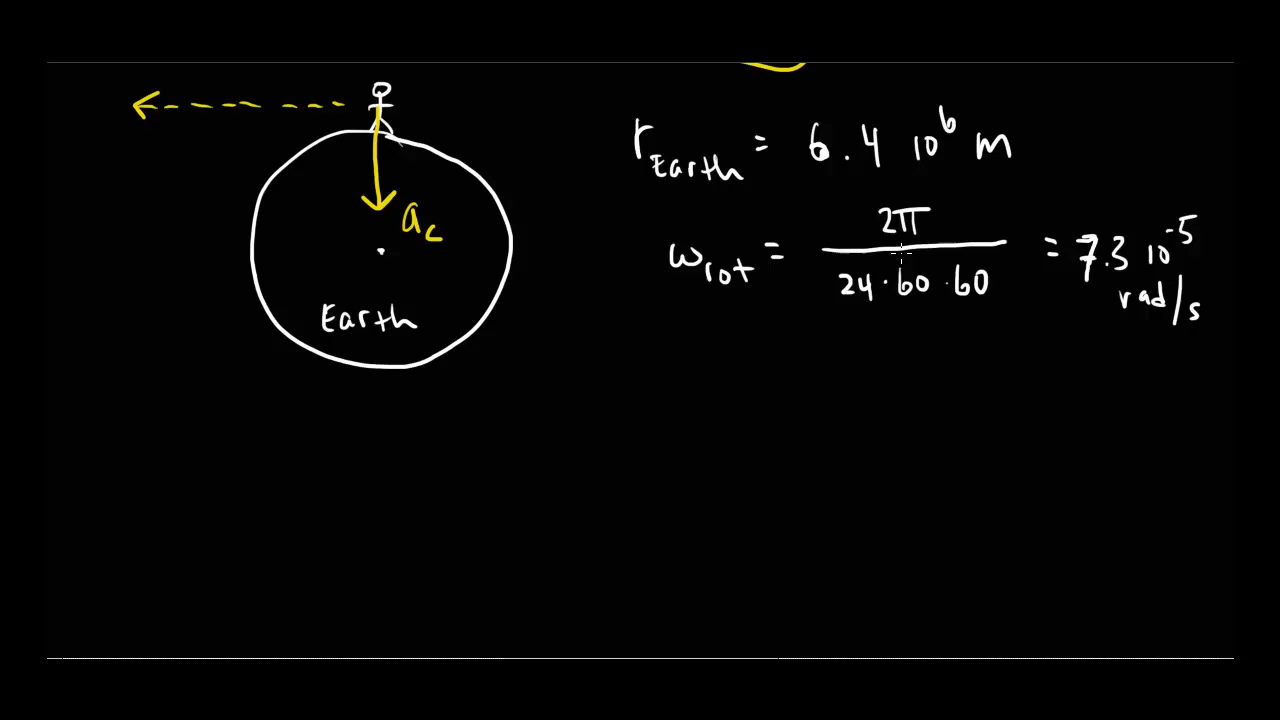 r_Earth = 6.4 10^6 m
a_c
ω_rot = 2π / 24 · 60 · 60 = 7.3 10^-5 rad/s
Earth